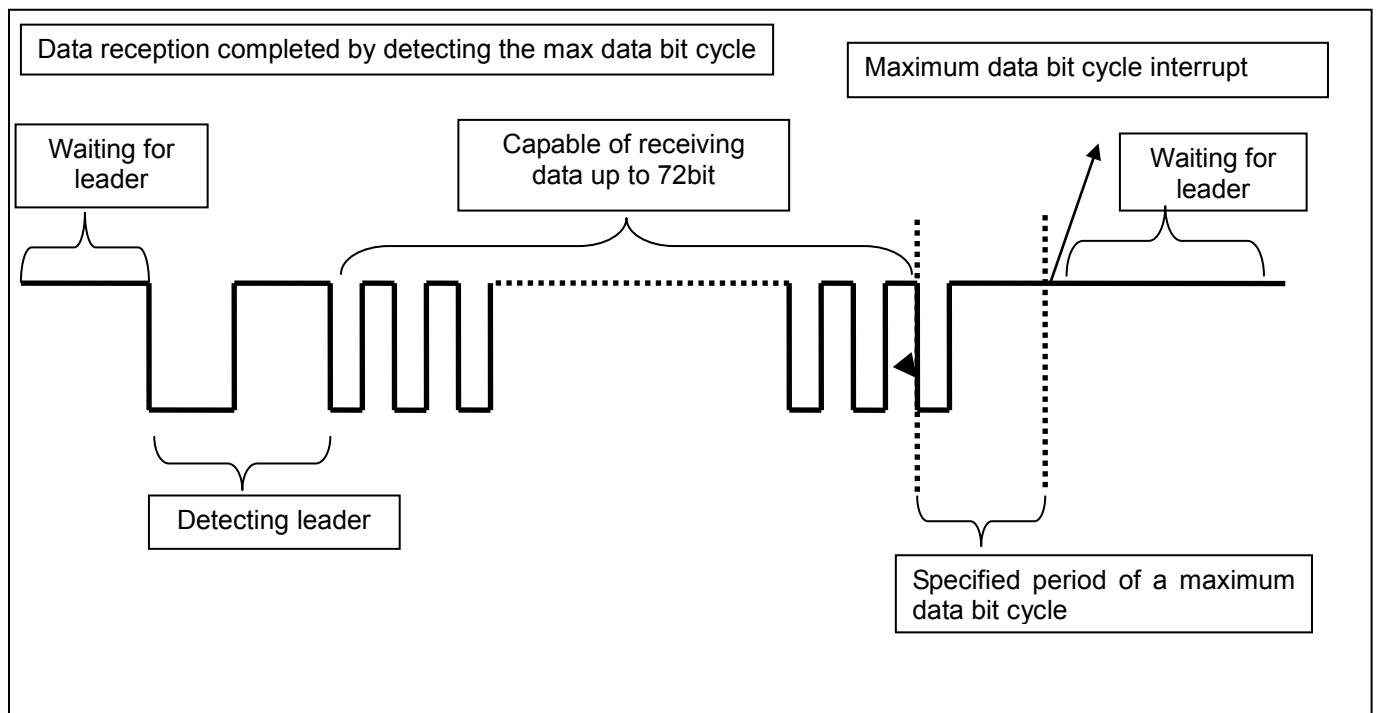 Data reception completed by detecting the max data bit cycle
Maximum data bit cycle interrupt
Waiting for
leader
Capable of receiving
data up to 72bit
Waiting for
leader
Detecting leader
Specified period of a maximum
data bit cycle